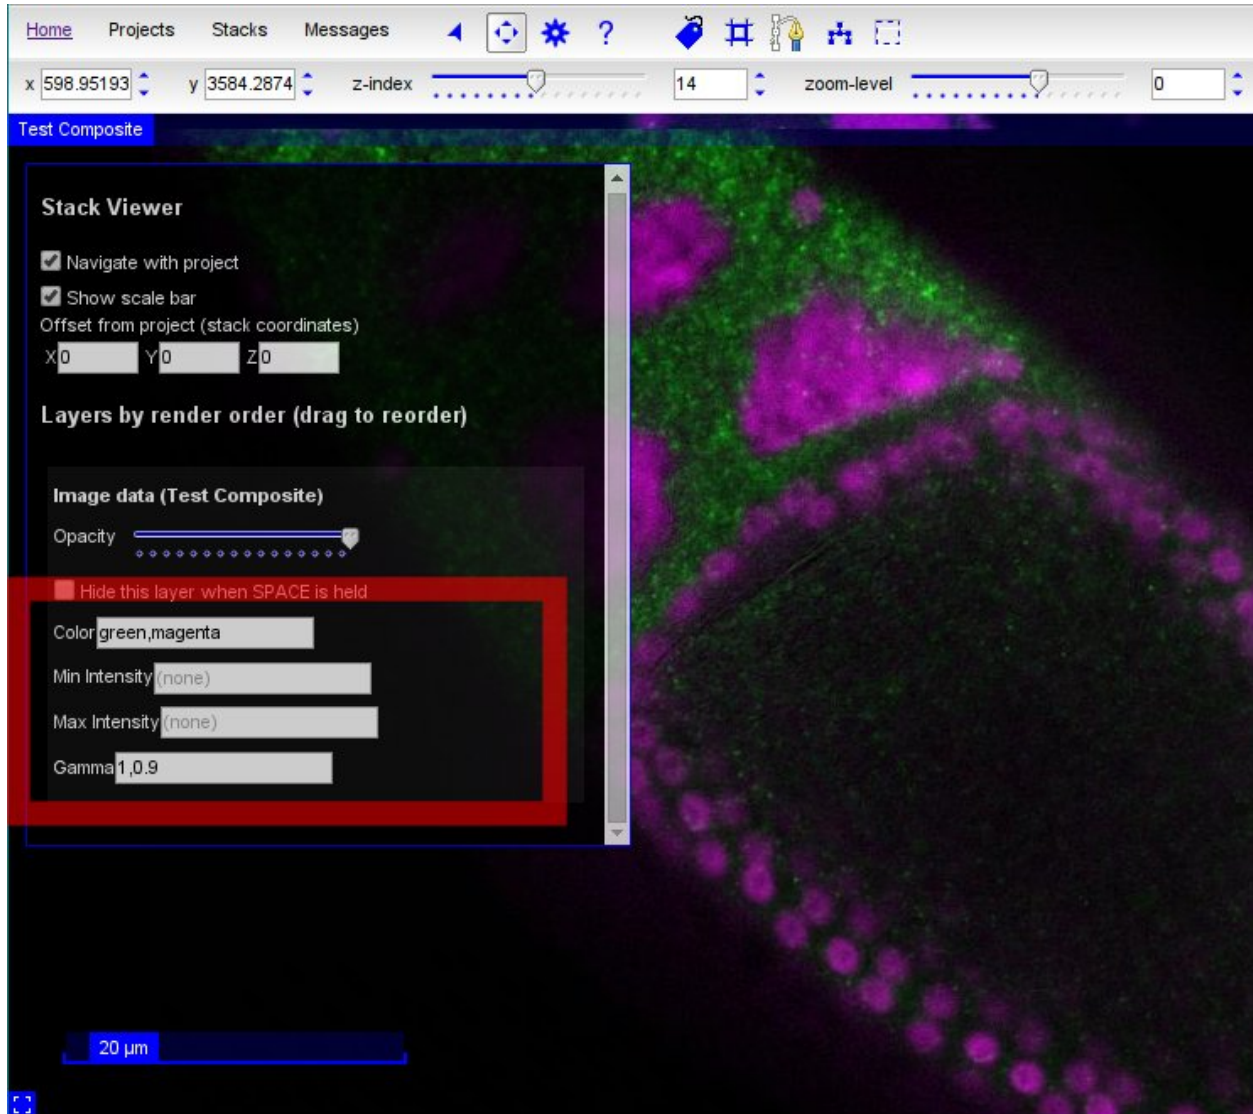 Home Projects Stacks Messages ?
x 598.95193 y 3584.2874 z-index 14 zoom-level 0
Test Composite
Stack Viewer
Navigate with project
Show scale bar
Offset from project (stack coordinates)
X 0 Y 0 Z 0
Layers by render order (drag to reorder)
Image data (Test Composite)
Opacity
Hide this layer when SPACE is held
Color green,magenta
Min Intensity (none)
Max Intensity (none)
Gamma 1,0.9
20 µm